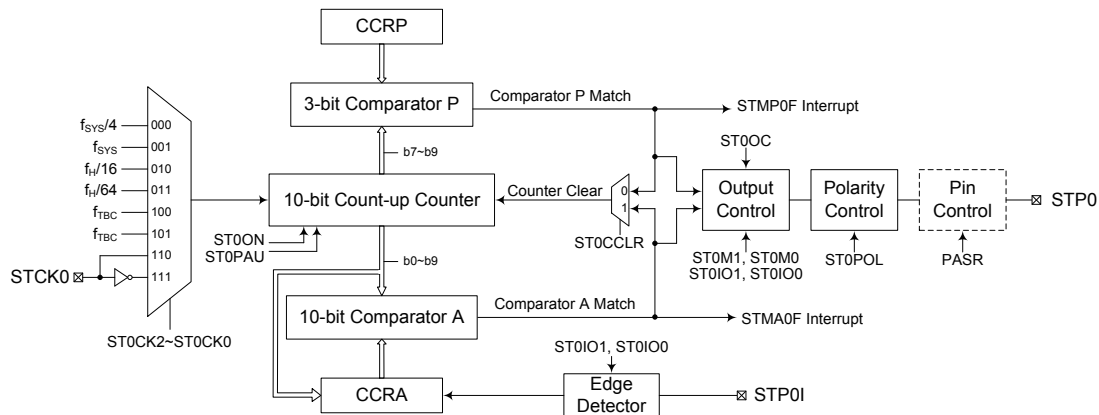 CCRP
3-bit Comparator P
Comparator P Match
STMP0F Interrupt
b7~b9
fSYS/4
000
fSYS
001
fH/16
010
fH/64
011
fTBC
100
fTBC
101
110
111
STCK0
ST0CK2~ST0CK0
10-bit Count-up Counter
ST0ON
ST0PAU
Counter Clear
0
1
ST0CCLR
ST0OC
Output
Control
ST0M1, ST0M0
ST0IO1, ST0IO0
Polarity
Control
ST0POL
Pin
Control
PASR
STP0
b0~b9
10-bit Comparator A
Comparator A Match
STMA0F Interrupt
ST0IO1, ST0IO0
CCRA
Edge
Detector
STP0I